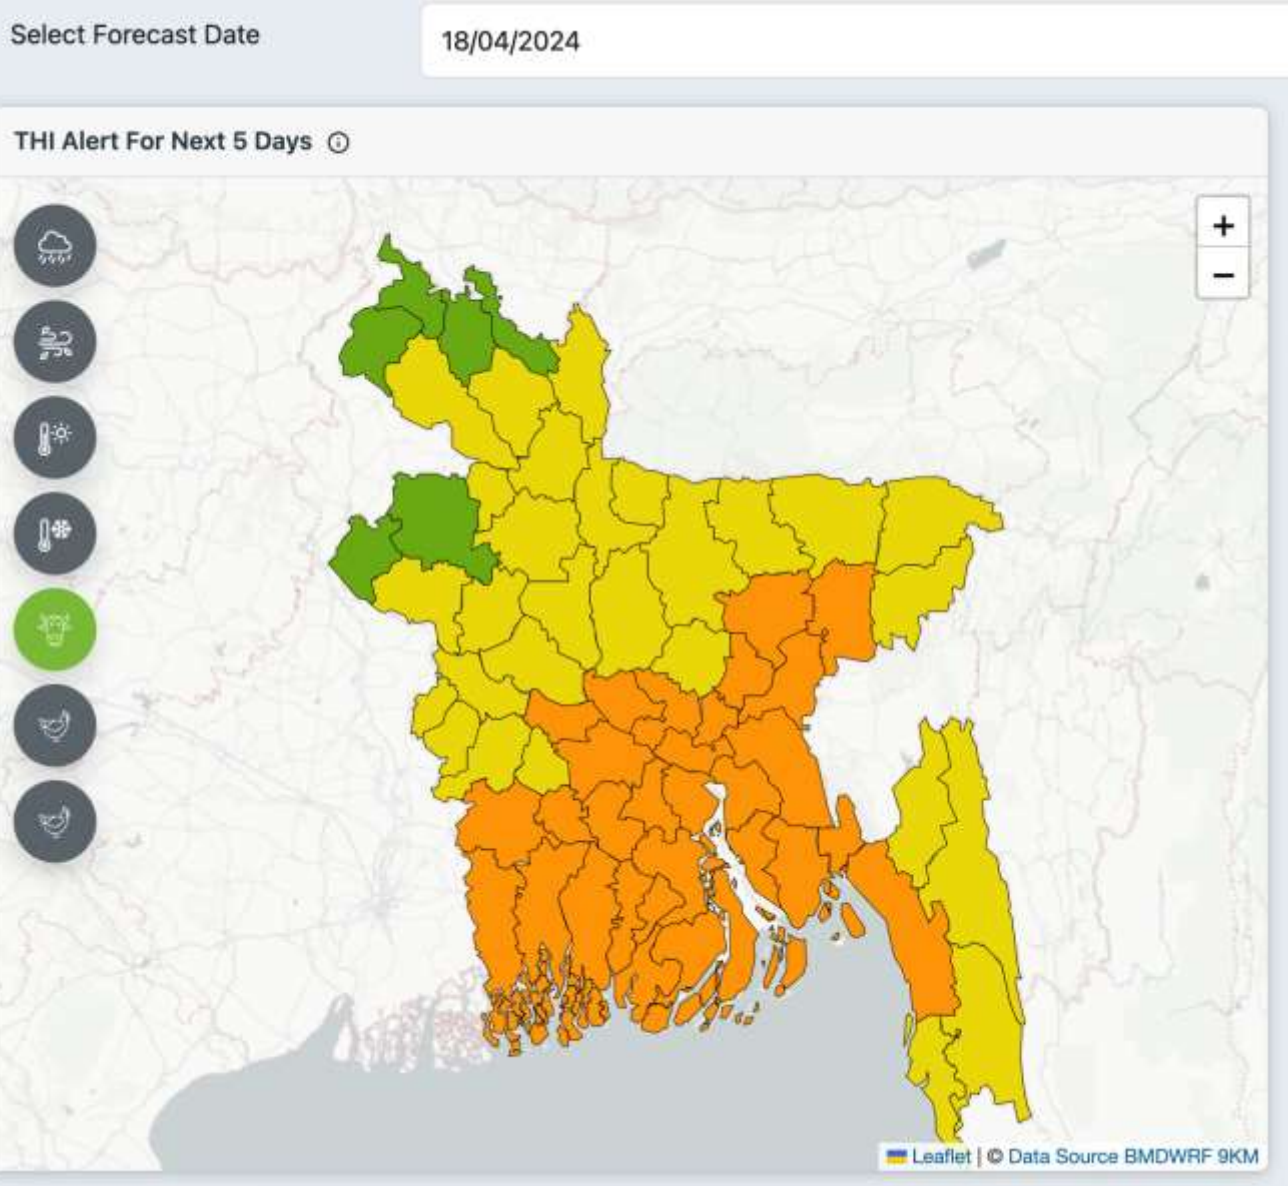 Select Forecast Date
18/04/2024
THI Alert For Next 5 Days
+
−
Leaflet | © Data Source BMDWRF 9KM